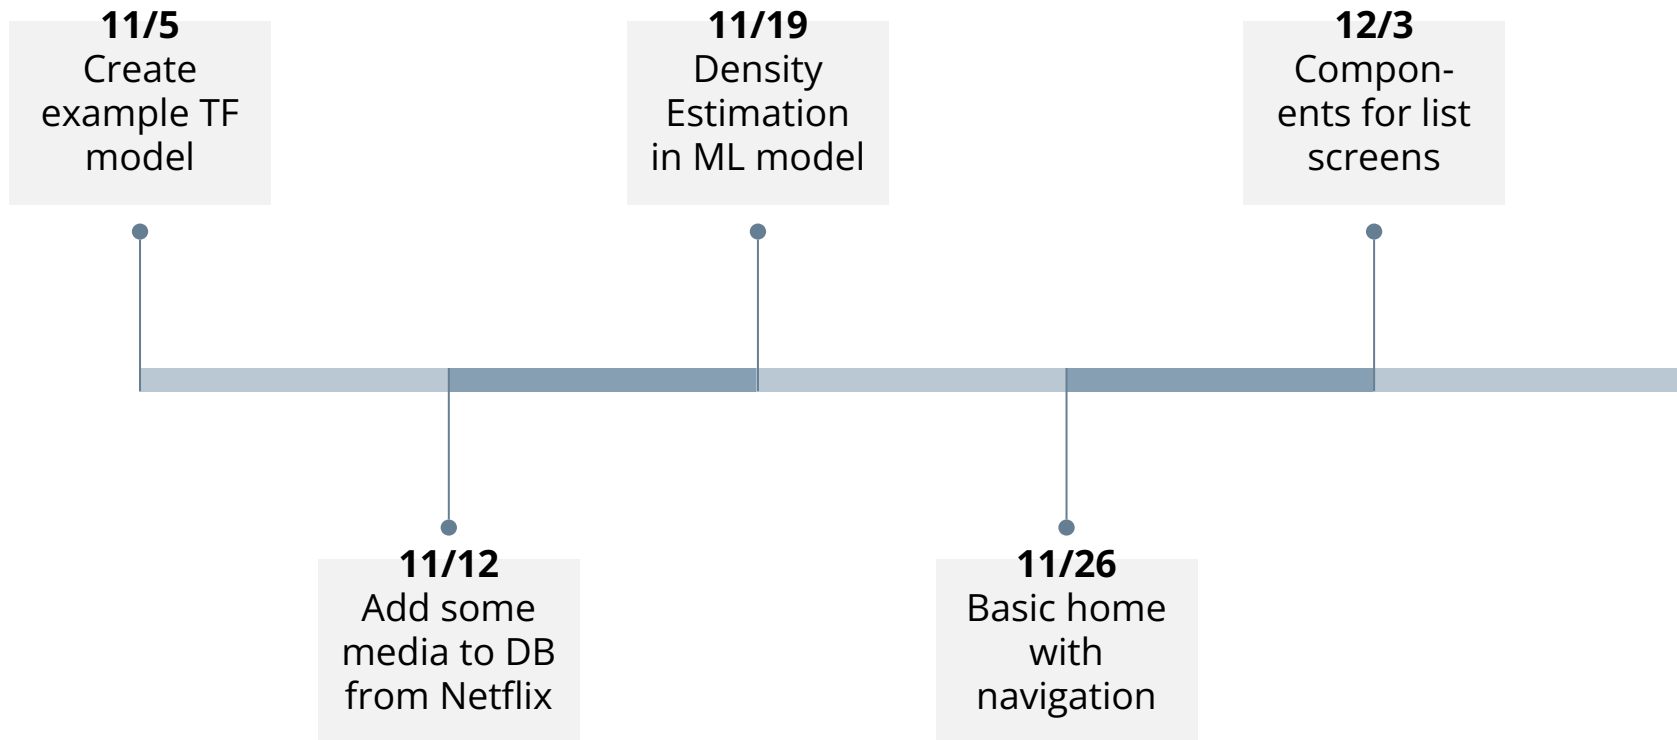 11/5
Create
example TF
model
11/12
Add some
media to DB
from Netflix
11/19
Density
Estimation
in ML model
11/26
Basic home
with
navigation
12/3
Compon-
ents for list
screens